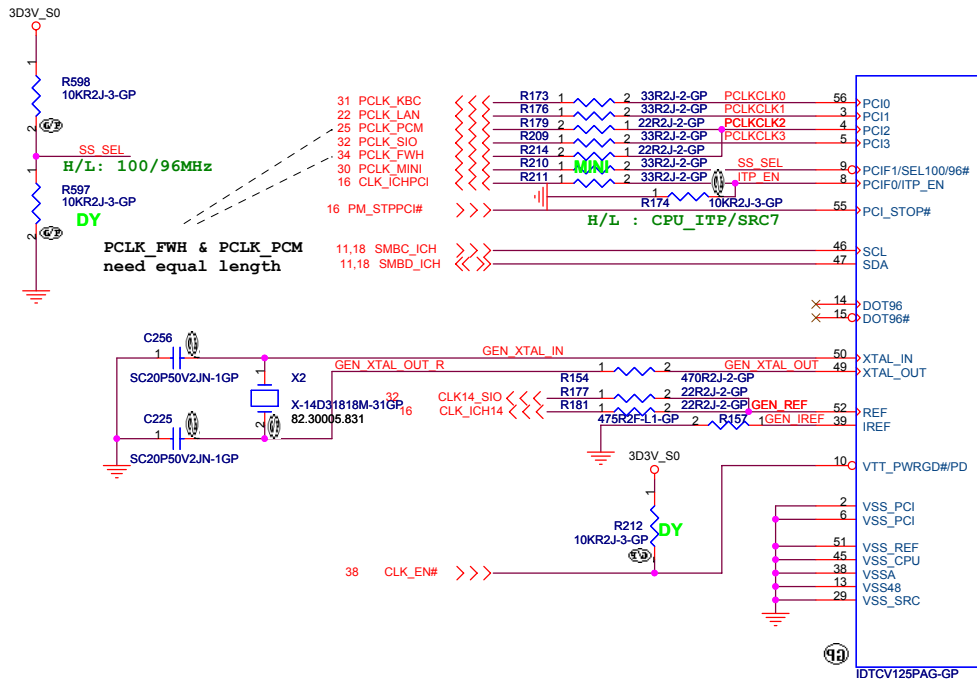 3D3V_S0
1
R598
10KR2J-3-GP
2
SS_SEL
H/L: 100/96MHz
1
R597
10KR2J-3-GP
DY
2
PCLK_FWH & PCLK_PCM
need equal length
31 PCLK_KBC R173 1 2 33R2J-2-GP PCLKCLK0 56 PCI0
22 PCLK_LAN R176 1 2 33R2J-2-GP PCLKCLK1 3 PCI1
25 PCLK_PCM R179 2 1 22R2J-2-GP PCLKCLK2 4 PCI2
32 PCLK_SIO R209 1 2 33R2J-2-GP PCLKCLK3 5 PCI3
34 PCLK_FWH R214 2 1 22R2J-2-GP
30 PCLK_MINI R210 1 MINI 2 33R2J-2-GP SS_SEL 9 PCIF1/SEL100/96#
16 CLK_ICHPCI R211 1 2 33R2J-2-GP ITP_EN 8 PCIF0/ITP_EN
1 R174 2 10KR2J-3-GP
16 PM_STPPCI# 55 PCI_STOP#
H/L : CPU_ITP/SRC7
11,18 SMBC_ICH 46 SCL
11,18 SMBD_ICH 47 SDA
14 DOT96
15 DOT96#
C256
1 2
SC20P50V2JN-1GP
GEN_XTAL_IN 50 XTAL_IN
GEN_XTAL_OUT_R R154 1 2 470R2J-2-GP GEN_XTAL_OUT 49 XTAL_OUT
1
X2
X-14D31818M-31GP
82.30005.831
2
32 CLK14_SIO R177 1 2 22R2J-2-GP
16 CLK_ICH14 R181 1 2 22R2J-2-GP GEN_REF 52 REF
475R2F-L1-GP 2 R157 1 GEN_IREF 39 IREF
C225
1 2
SC20P50V2JN-1GP
3D3V_S0
1
R212
10KR2J-3-GP
DY
10 VTT_PWRGD#/PD
38 CLK_EN#
2 VSS_PCI
6 VSS_PCI
51 VSS_REF
45 VSS_CPU
38 VSSA
13 VSS48
29 VSS_SRC
GP
IDTCV125PAG-GP